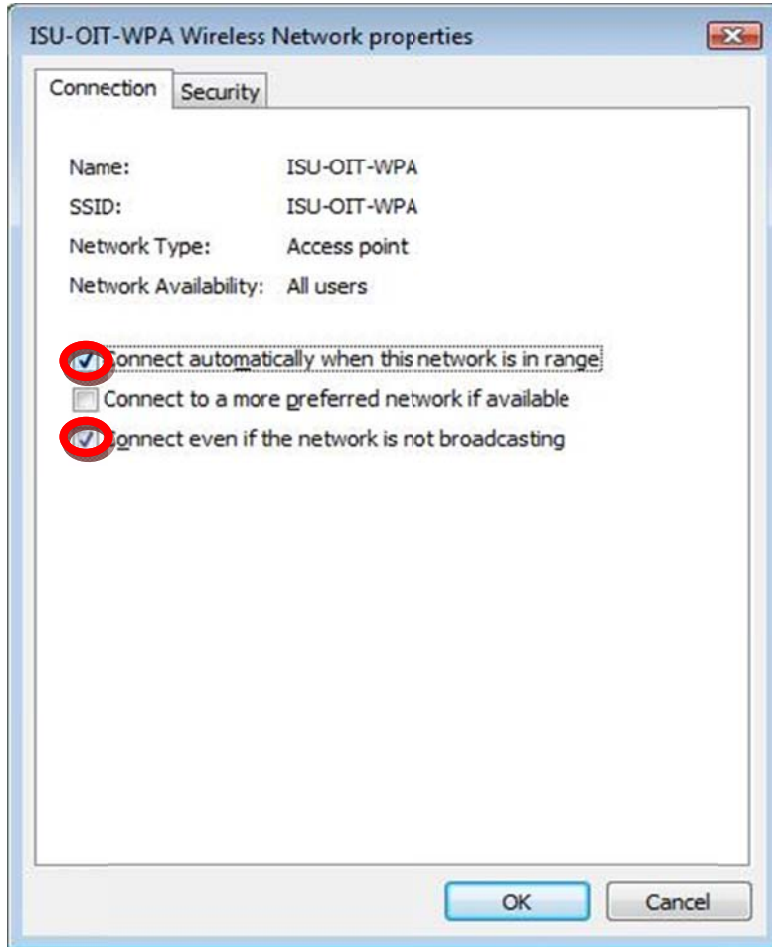 ISU-OIT-WPA Wireless Network properties
Connection Security
Name: ISU-OIT-WPA
SSID: ISU-OIT-WPA
Network Type: Access point
Network Availability: All users
Connect automatically when this network is in range
Connect to a more preferred network if available
Connect even if the network is not broadcasting
OK Cancel